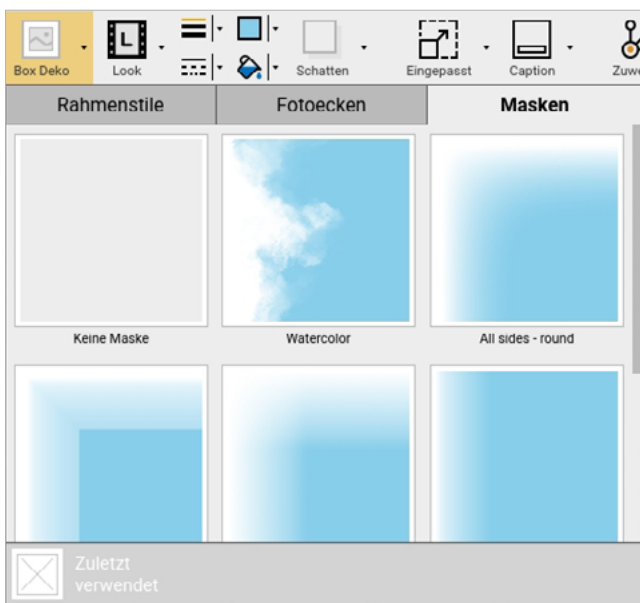 Box Deko
L
Look
Schatten
Eingepasst
Caption
Rahmenstile
Fotoecken
Masken
Keine Maske
Watercolor
All sides - round
Zuletzt
verwendet